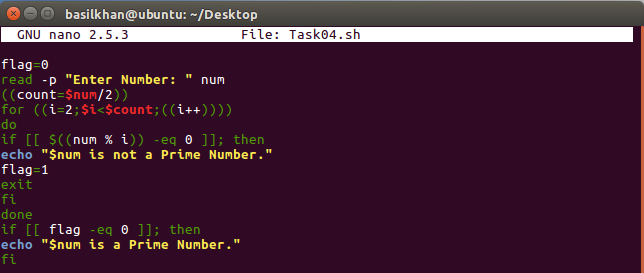 basilkhan@ubuntu: ~/Desktop
GNU nano 2.5.3 File: Task04.sh
flag=0
read -p "Enter Number: " num
((count=$num/2))
for ((i=2;$i<$count;((i++))))
do
if [[ $((num % i)) -eq 0 ]]; then
echo "$num is not a Prime Number."
flag=1
exit
fi
done
if [[ flag -eq 0 ]]; then
echo "$num is a Prime Number."
fi